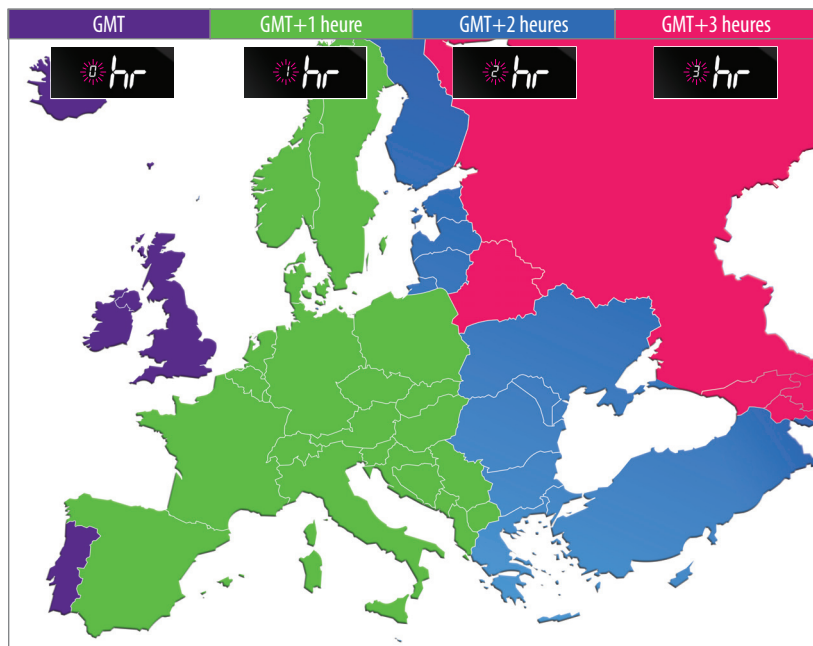 GMT
GMT+1 heure
GMT+2 heures
GMT+3 heures
0 hr
1 hr
2 hr
3 hr